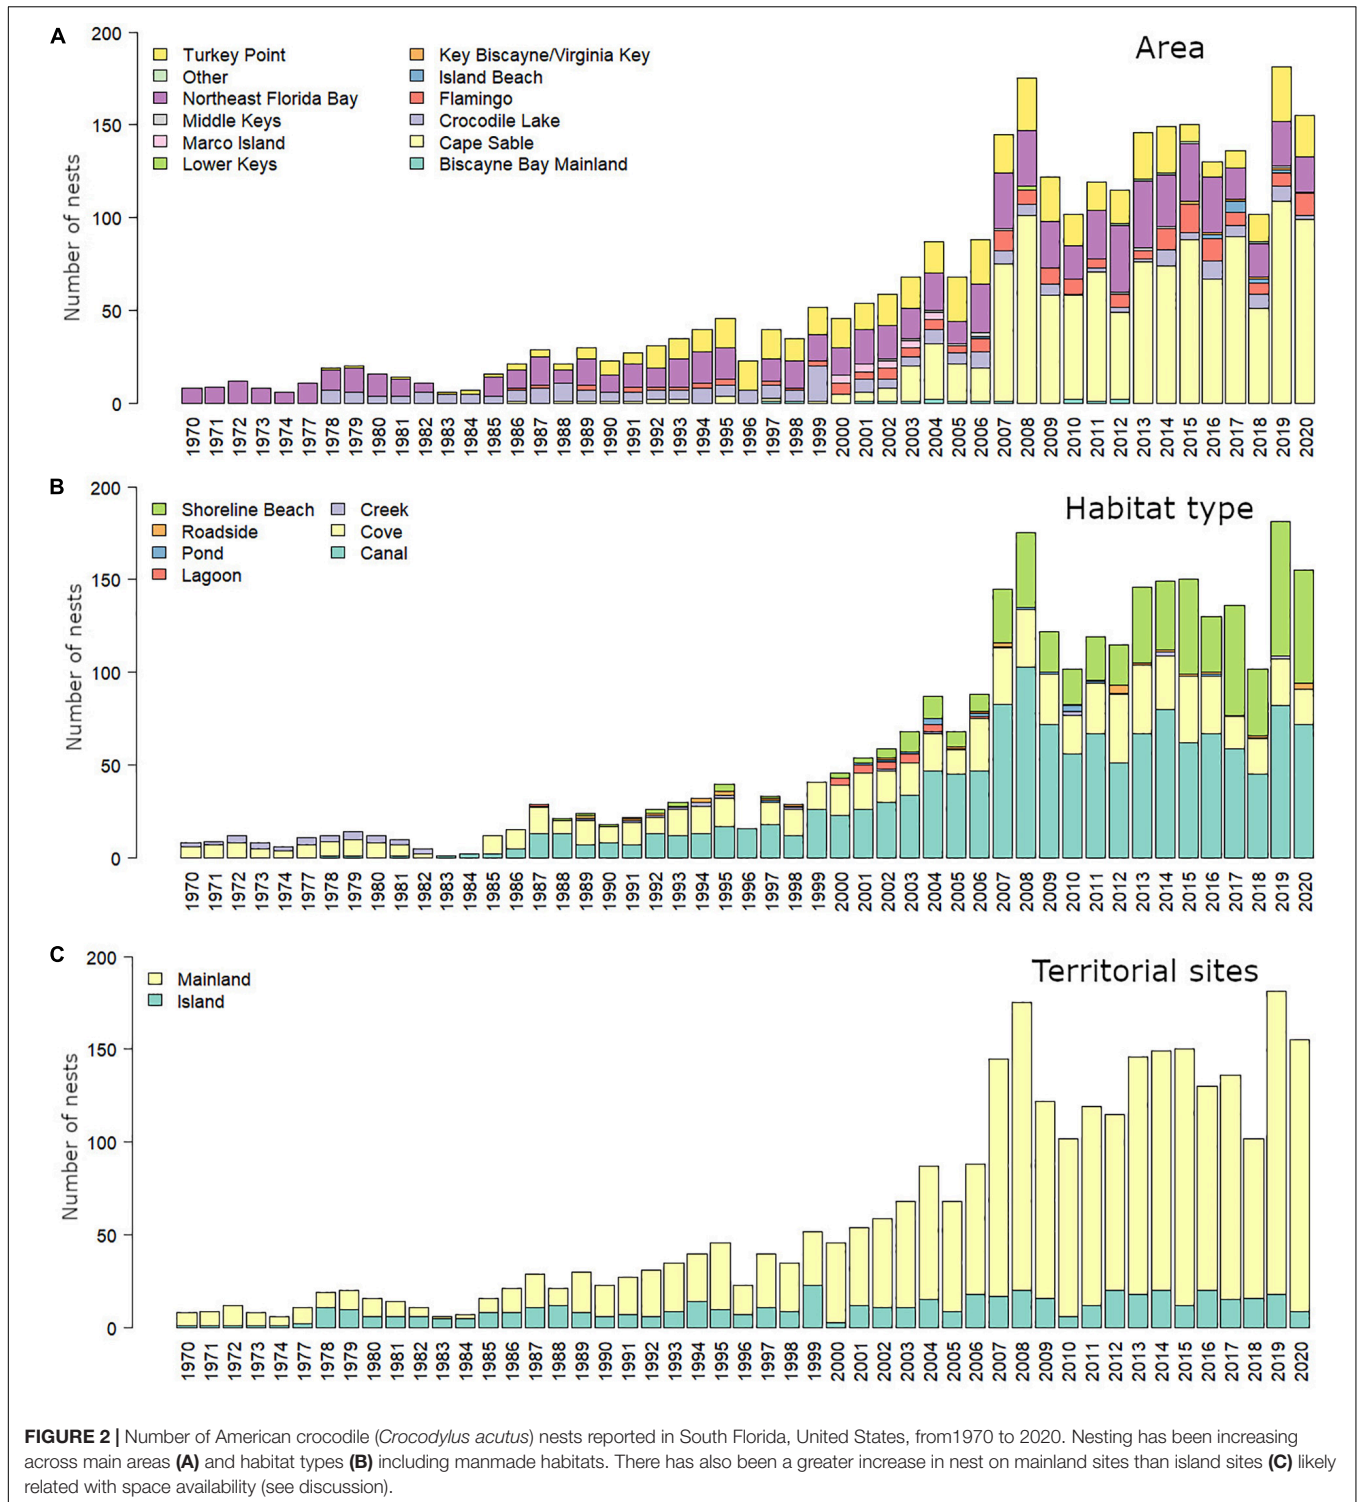 A
Area
200
150
100
50
0
Number of nests
Turkey Point
Other
Northeast Florida Bay
Middle Keys
Marco Island
Lower Keys
Key Biscayne/Virginia Key
Island Beach
Flamingo
Crocodile Lake
Cape Sable
Biscayne Bay Mainland
1970 1971 1972 1973 1974 1977 1978 1979 1980 1981 1982 1983 1984 1985 1986 1987 1988 1989 1990 1991 1992 1993 1994 1995 1996 1997 1998 1999 2000 2001 2002 2003 2004 2005 2006 2007 2008 2009 2010 2011 2012 2013 2014 2015 2016 2017 2018 2019 2020
B
Habitat type
200
150
100
50
0
Number of nests
Shoreline Beach
Roadside
Pond
Lagoon
Creek
Cove
Canal
1970 1971 1972 1973 1974 1977 1978 1979 1980 1981 1982 1983 1984 1985 1986 1987 1988 1989 1990 1991 1992 1993 1994 1995 1996 1997 1998 1999 2000 2001 2002 2003 2004 2005 2006 2007 2008 2009 2010 2011 2012 2013 2014 2015 2016 2017 2018 2019 2020
C
Territorial sites
200
150
100
50
0
Number of nests
Mainland
Island
1970 1971 1972 1973 1974 1977 1978 1979 1980 1981 1982 1983 1984 1985 1986 1987 1988 1989 1990 1991 1992 1993 1994 1995 1996 1997 1998 1999 2000 2001 2002 2003 2004 2005 2006 2007 2008 2009 2010 2011 2012 2013 2014 2015 2016 2017 2018 2019 2020
FIGURE 2 | Number of American crocodile (Crocodylus acutus) nests reported in South Florida, United States, from1970 to 2020. Nesting has been increasing
across main areas (A) and habitat types (B) including manmade habitats. There has also been a greater increase in nest on mainland sites than island sites (C) likely
related with space availability (see discussion).